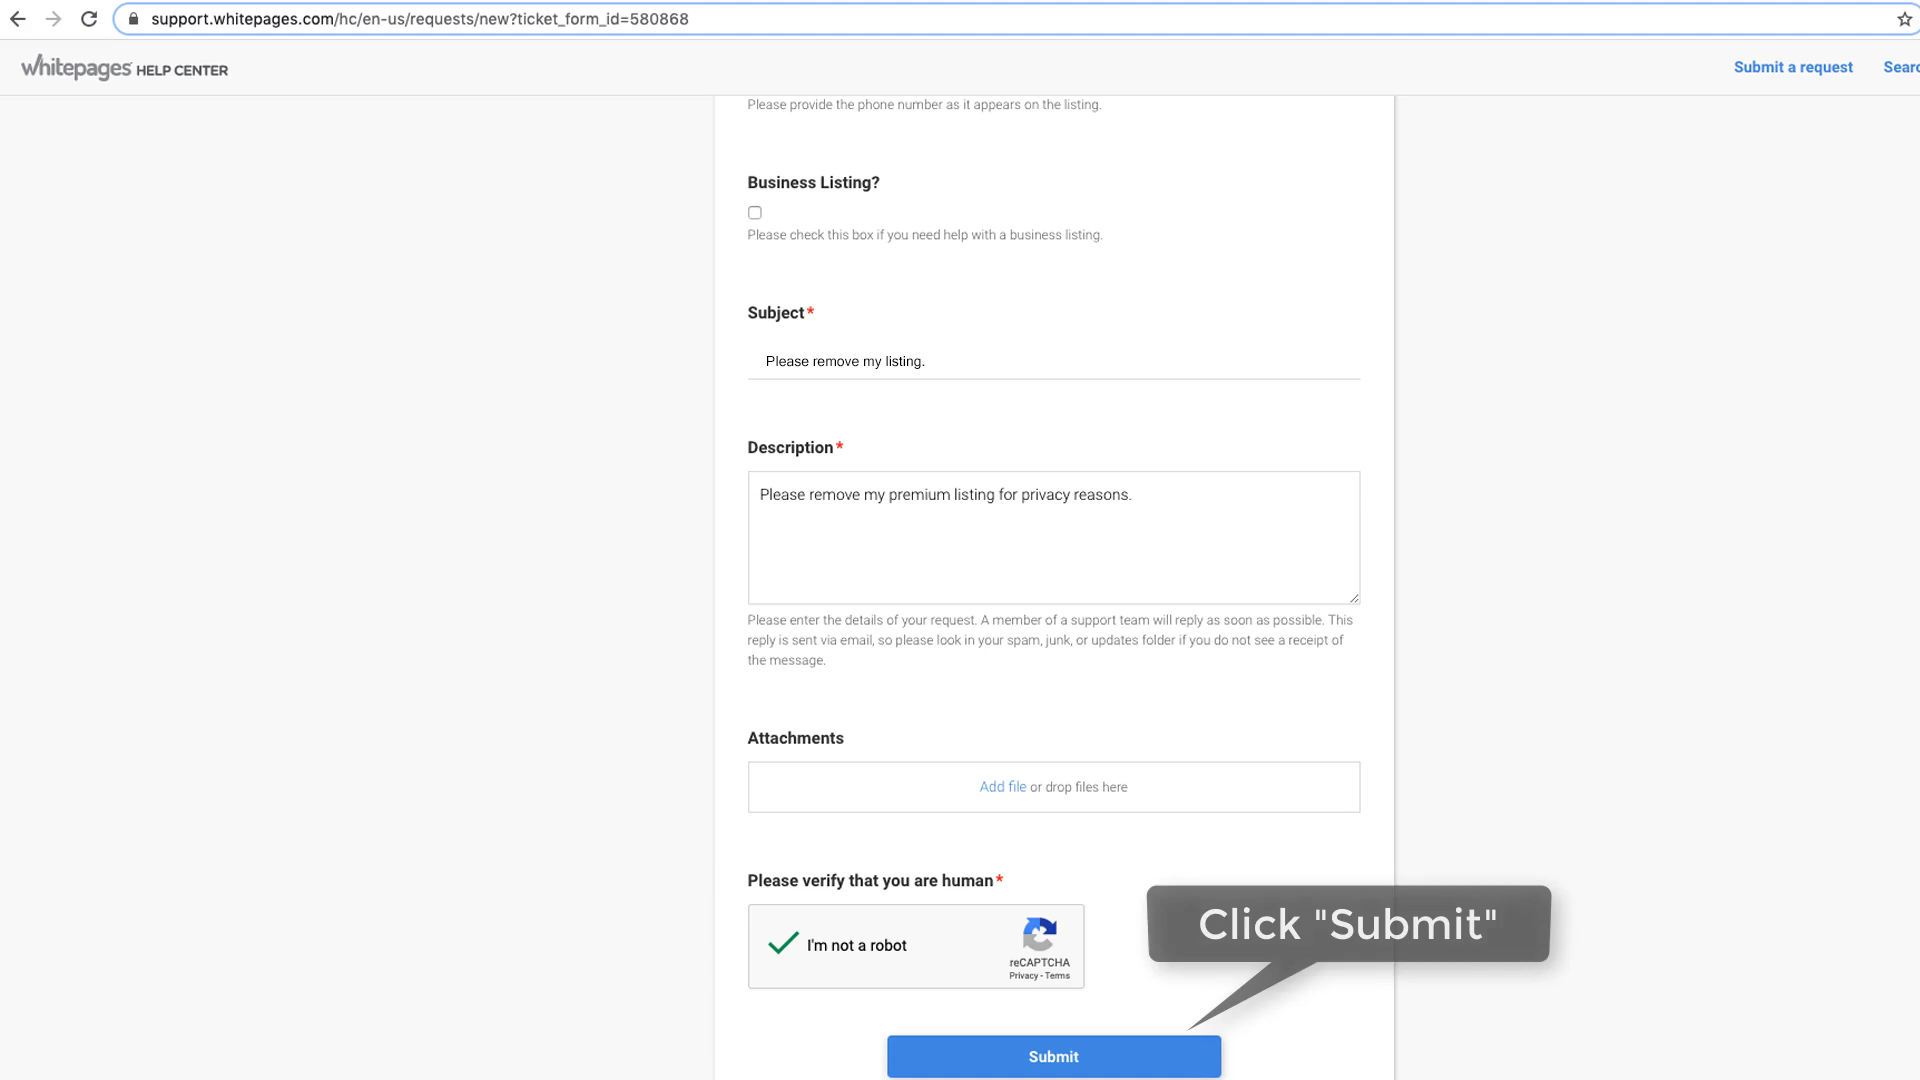 support.whitepages.com/hc/en-us/requests/new?ticket_form_id=580868
whitepages HELP CENTER
Submit a request
Searc
Please provide the phone number as it appears on the listing.
Business Listing?
Please check this box if you need help with a business listing.
Subject*
Please remove my listing.
Description*
Please remove my premium listing for privacy reasons.
Please enter the details of your request. A member of a support team will reply as soon as possible. This
reply is sent via email, so please look in your spam, junk, or updates folder if you do not see a receipt of
the message.
Attachments
Add file or drop files here
Please verify that you are human*
I'm not a robot
reCAPTCHA
Privacy - Terms
Click "Submit"
Submit